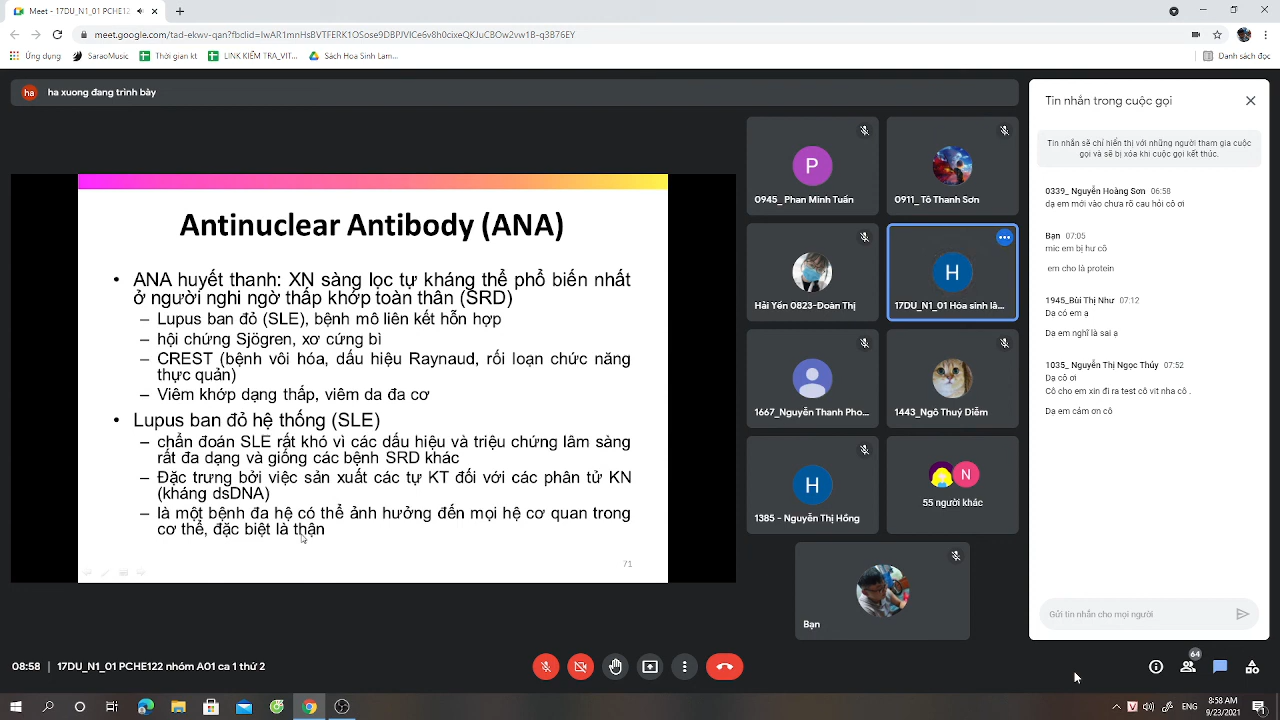 Meet - 17DU_N1_01 PCHE12
meet.google.com/tad-ekwv-qan?fbclid=IwAR1mnHsBVTFERK1OSose9DBPJVICe6v8h0cixeQKJuCBOw2vw1B-q3B76EY
Ứng dụng
SaraoMusic
Test hóa sinh
LINK KIỂM TRA_VIT...
Sách Hoa Sinh Lam...
Danh sách đọc
ha
ha xuong đang trình bày
Antinuclear Antibody (ANA)
• ANA huyết thanh: XN sàng lọc tự kháng thể phổ biến nhất
ở người nghi ngờ thấp khớp toàn thân (SRD)
– Lupus ban đỏ (SLE), bệnh mô liên kết hỗn hợp
– hội chứng Sjögren, xơ cứng bì
– CREST (bệnh vôi hóa, dấu hiệu Raynaud, rối loạn chức năng
thực quản)
– Viêm khớp dạng thấp, viêm da đa cơ
• Lupus ban đỏ hệ thống (SLE)
– chẩn đoán SLE rất khó vì các dấu hiệu và triệu chứng lâm sàng
rất đa dạng và giống các bệnh SRD khác
– Đặc trưng bởi việc sản xuất các tự KT đối với các phân tử KN
(kháng dsDNA)
– là một bệnh đa hệ có thể ảnh hưởng đến mọi hệ cơ quan trong
cơ thể, đặc biệt là thận
71
P
0945_ Phan Minh Tuấn
0911_ Tô Thanh Sơn
Hải Yến 0823-Đoàn Thị
H
17DU_N1_01 Hóa sinh lâ...
1667_Nguyễn Thanh Pho...
1443_Ngô Thuý Diễm
H
1385 - Nguyễn Thị Hồng
N
55 người khác
Bạn
Tin nhắn trong cuộc gọi
Tin nhắn sẽ chỉ hiển thị với những người tham gia cuộc
gọi và sẽ bị xóa khi cuộc gọi kết thúc.
0339_ Nguyễn Hoàng Sơn 06:58
dạ em mới vào chưa rõ cau hỏi cô ơi
Bạn 07:05
mic em bị hư cô
em cho là protein
1945_Bùi Thị Như 07:12
Da có em ạ
Dạ em nghĩ là sai ạ
1035_ Nguyễn Thị Ngọc Thúy 07:52
Dạ cô ơi
Cô cho em xin đi ra test cô vit nha cô .
Dạ em cảm ơn cô
Gửi tin nhắn cho mọi người
08:58 | 17DU_N1_01 PCHE122 nhóm A01 ca 1 thứ 2
64
V
8:58 AM
9/23/2021